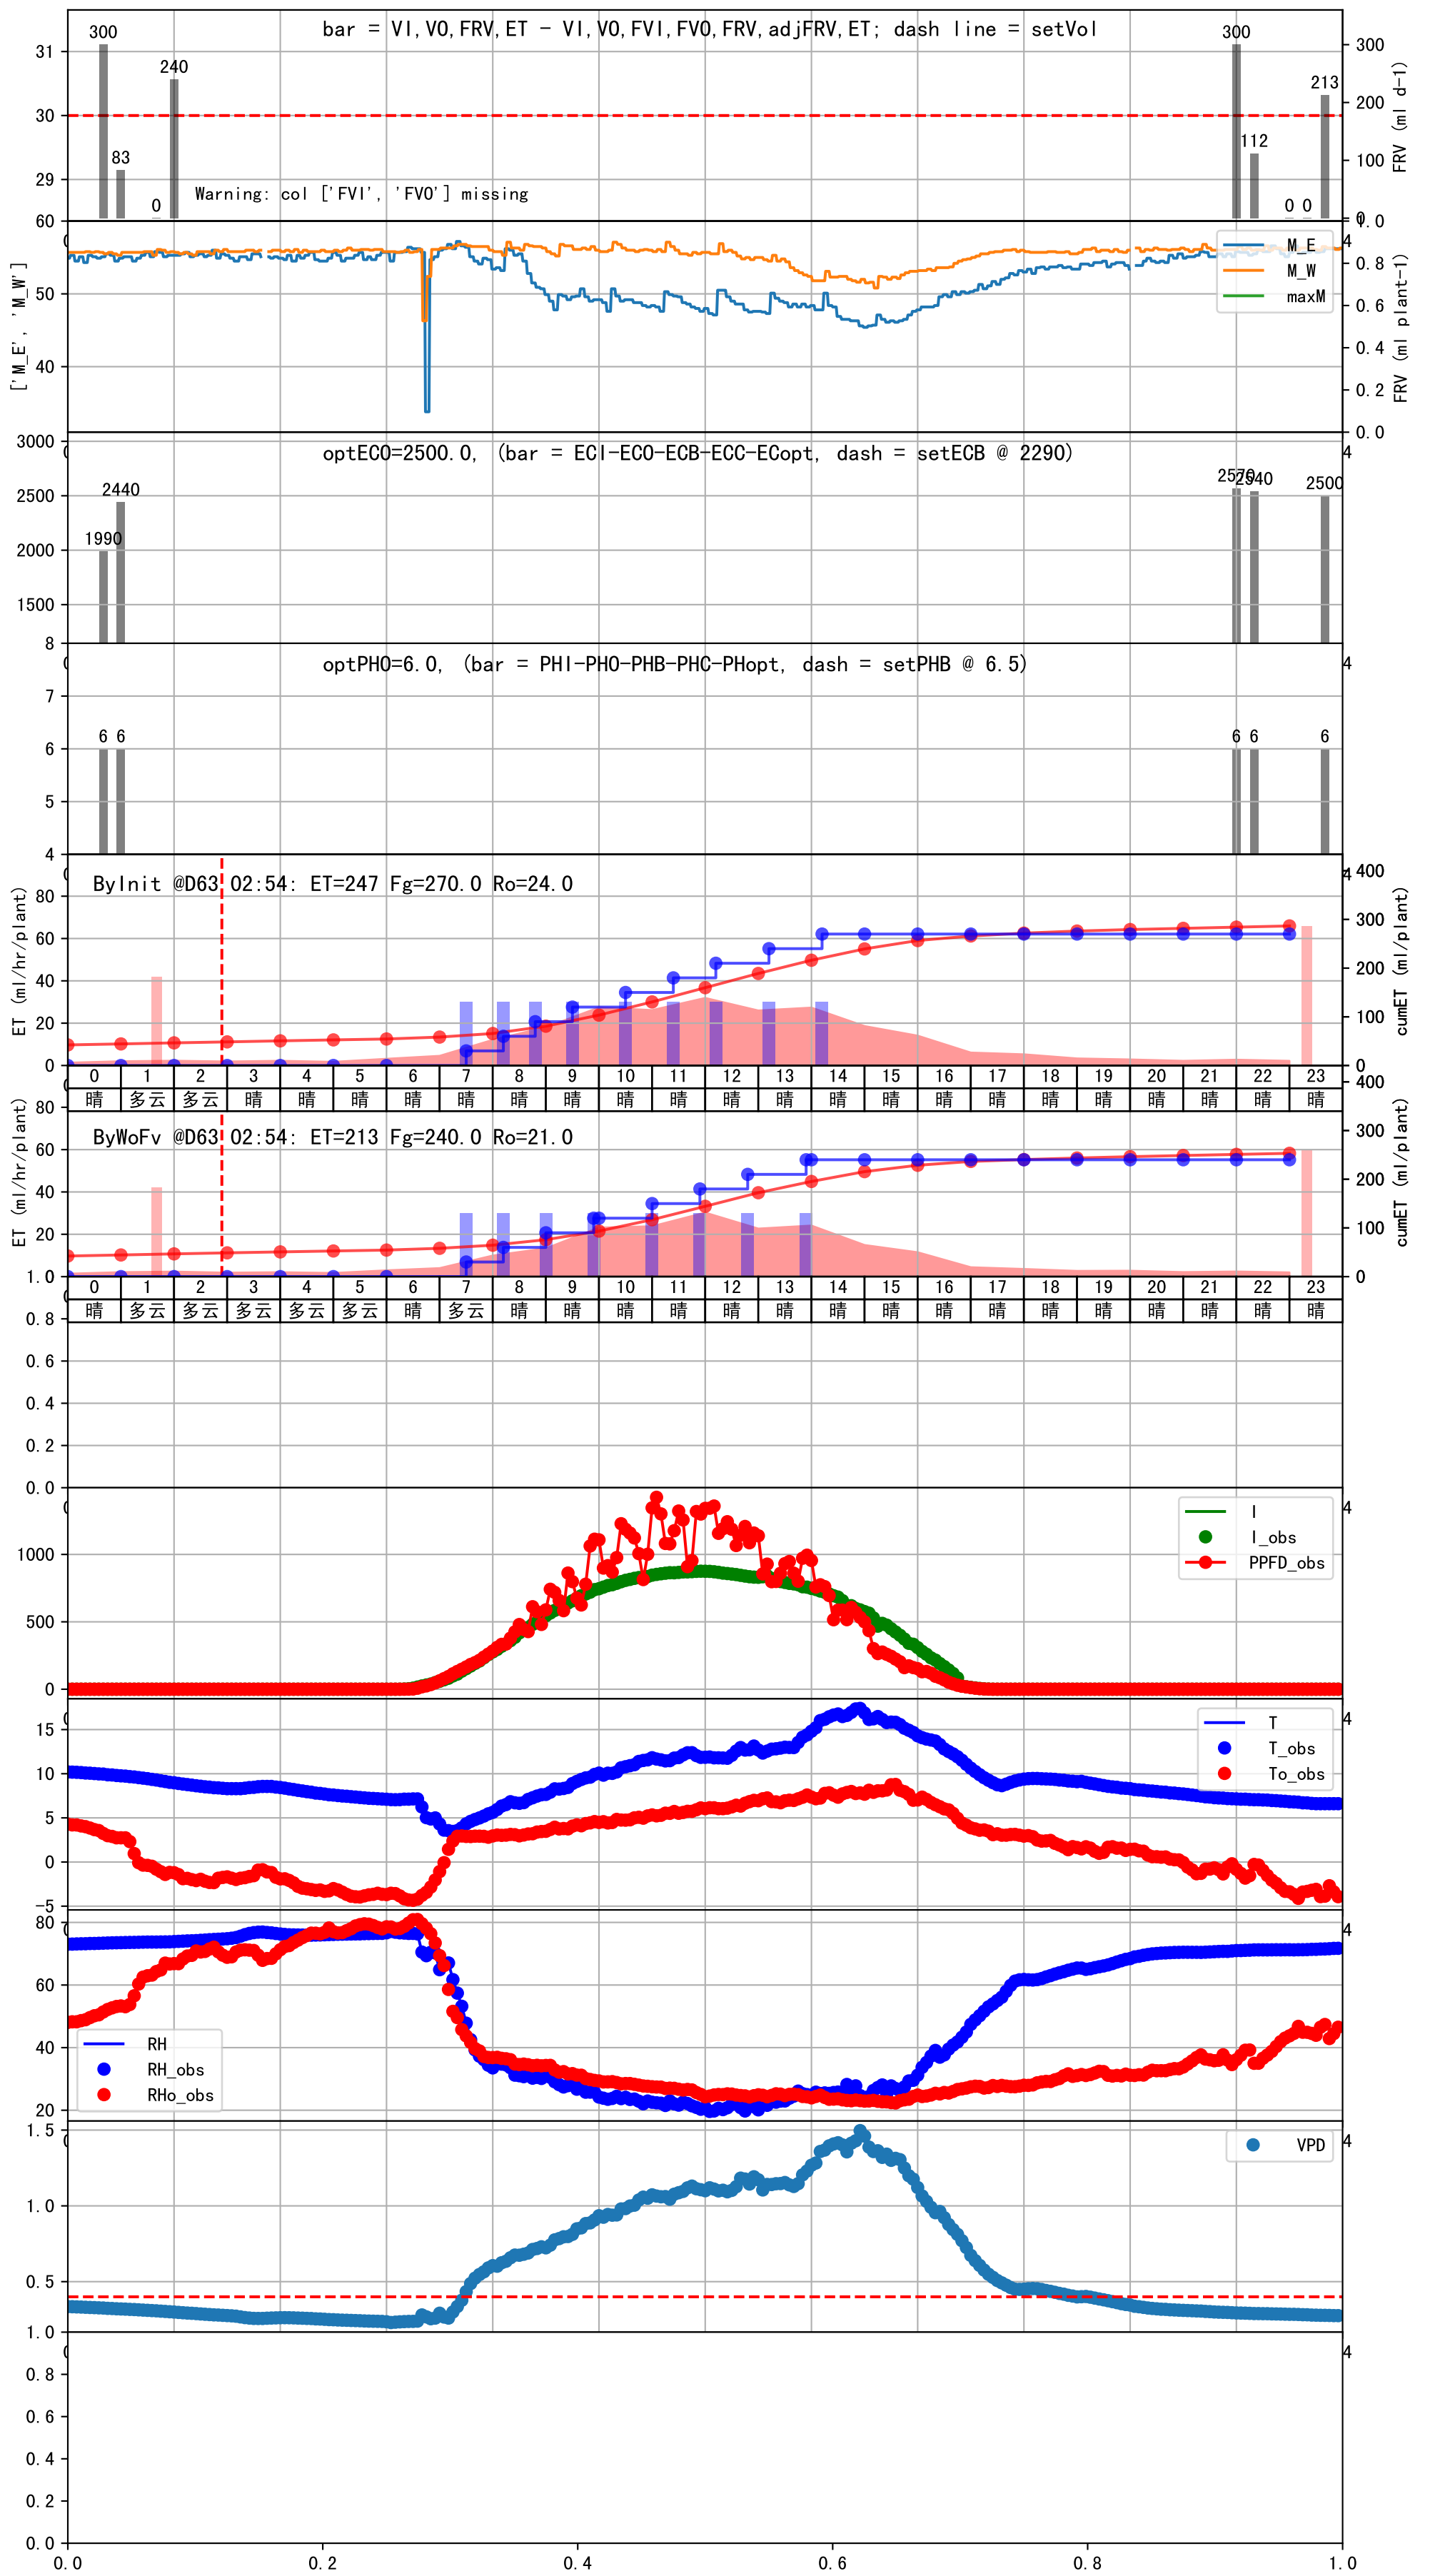 bar = VI,VO,FRV,ET - VI,VO,FVI,FVO,FRV,adjFRV,ET; dash line = setVol
300
83
0
240
300
112
0 0
213
31
30
29
300
200
100
0
FRV (ml d-1)
Warning: col ['FVI', 'FVO'] missing
60
50
40
['M_E', 'M_W']
M_E
M_W
maxM
1.0
0.8
0.6
0.4
0.2
0.0
FRV (ml plant-1)
optECO=2500.0, (bar = ECI-ECO-ECB-ECC-ECopt, dash = setECB @ 2290)
3000
2500
2000
1500
1990
2440
2570
2540
2500
optPHO=6.0, (bar = PHI-PHO-PHB-PHC-PHopt, dash = setPHB @ 6.5)
8
7
6
5
4
6 6
6 6
6
ByInit @D63 02:54: ET=247 Fg=270.0 Ro=24.0
80
60
40
20
0
ET (ml/hr/plant)
400
300
200
100
0
cumET (ml/plant)
0 1 2 3 4 5 6 7 8 9 10 11 12 13 14 15 16 17 18 19 20 21 22 23
晴 多云 多云 晴 晴 晴 晴 晴 晴 晴 晴 晴 晴 晴 晴 晴 晴 晴 晴 晴 晴 晴 晴 晴
ByWoFv @D63 02:54: ET=213 Fg=240.0 Ro=21.0
80
60
40
20
ET (ml/hr/plant)
400
300
200
100
0
cumET (ml/plant)
0 1 2 3 4 5 6 7 8 9 10 11 12 13 14 15 16 17 18 19 20 21 22 23
晴 多云 多云 多云 多云 多云 晴 多云 晴 晴 晴 晴 晴 晴 晴 晴 晴 晴 晴 晴 晴 晴 晴 晴
1.0
0.8
0.6
0.4
0.2
0.0
1000
500
0
I
I_obs
PPFD_obs
15
10
5
0
-5
T
T_obs
To_obs
80
60
40
20
RH
RH_obs
RHo_obs
1.5
1.0
0.5
VPD
1.0
0.8
0.6
0.4
0.2
0.0
0.0 0.2 0.4 0.6 0.8 1.0